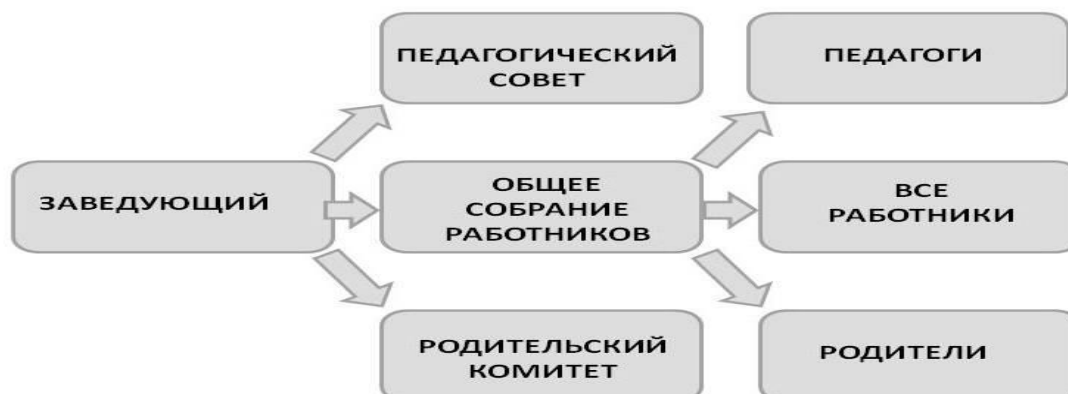 ПЕДАГОГИЧЕСКИЙ
СОВЕТ
ПЕДАГОГИ
ЗАВЕДУЮЩИЙ
ОБЩЕЕ
СОБРАНИЕ
РАБОТНИКОВ
ВСЕ
РАБОТНИКИ
РОДИТЕЛЬСКИЙ
КОМИТЕТ
РОДИТЕЛИ